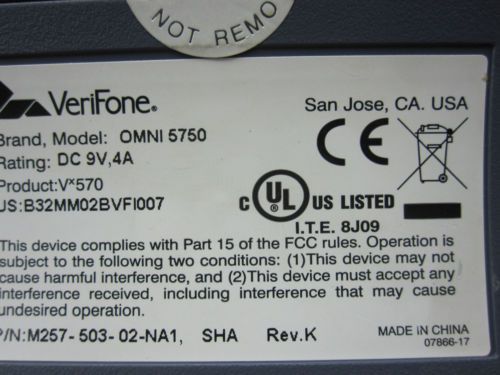 NOT REMO
VeriFone®
San Jose, CA. USA
Brand, Model: OMNI 5750
Rating: DC 9V,4A
Product:Vx570
US:B32MM02BVFI007
CE
C UL® US LISTED
I.T.E. 8J09
This device complies with Part 15 of the FCC rules. Operation is
subject to the following two conditions: (1)This device may not
cause harmful interference, and (2)This device must accept any
interference received, including interference that may cause
undesired operation.
P/N:M257-503-02-NA1, SHA Rev.K
MADE IN CHINA
07866-17